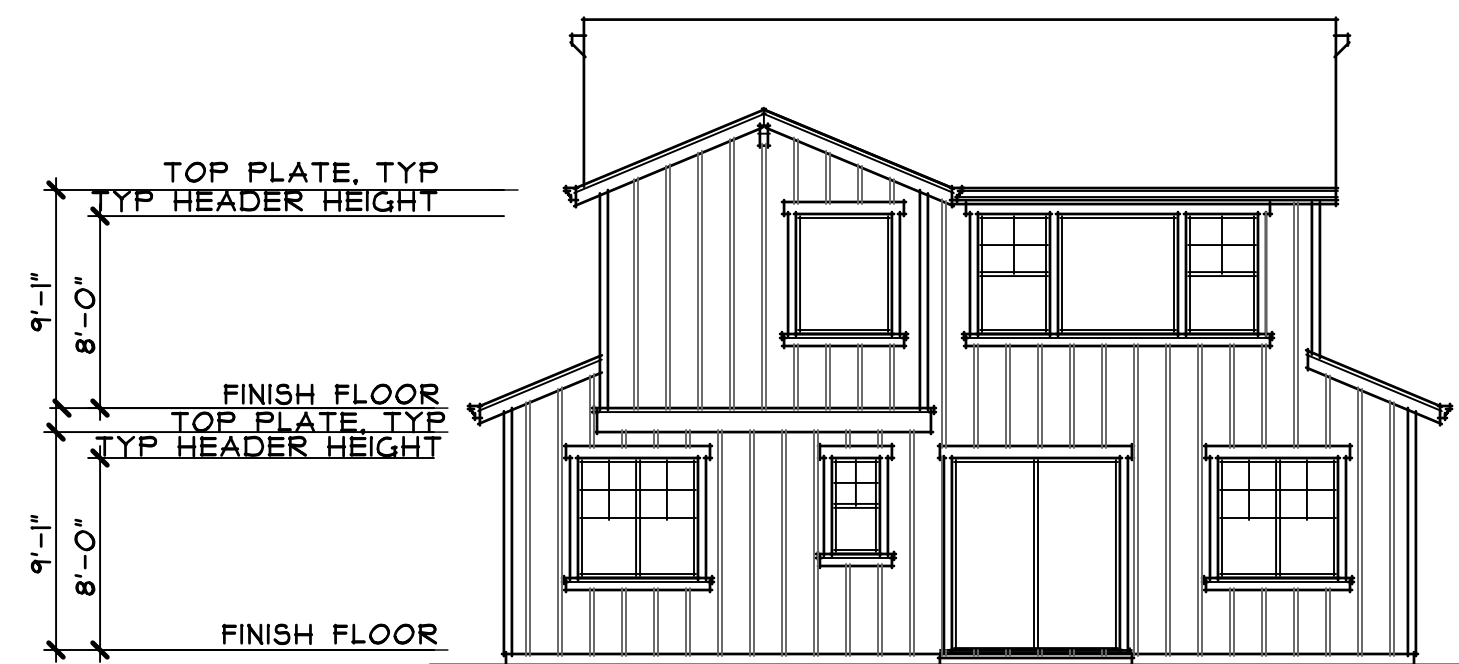 TOP PLATE, TYP
TYP HEADER HEIGHT
9'-1"
8'-0"
FINISH FLOOR
TOP PLATE, TYP
TYP HEADER HEIGHT
9'-1"
8'-0"
FINISH FLOOR